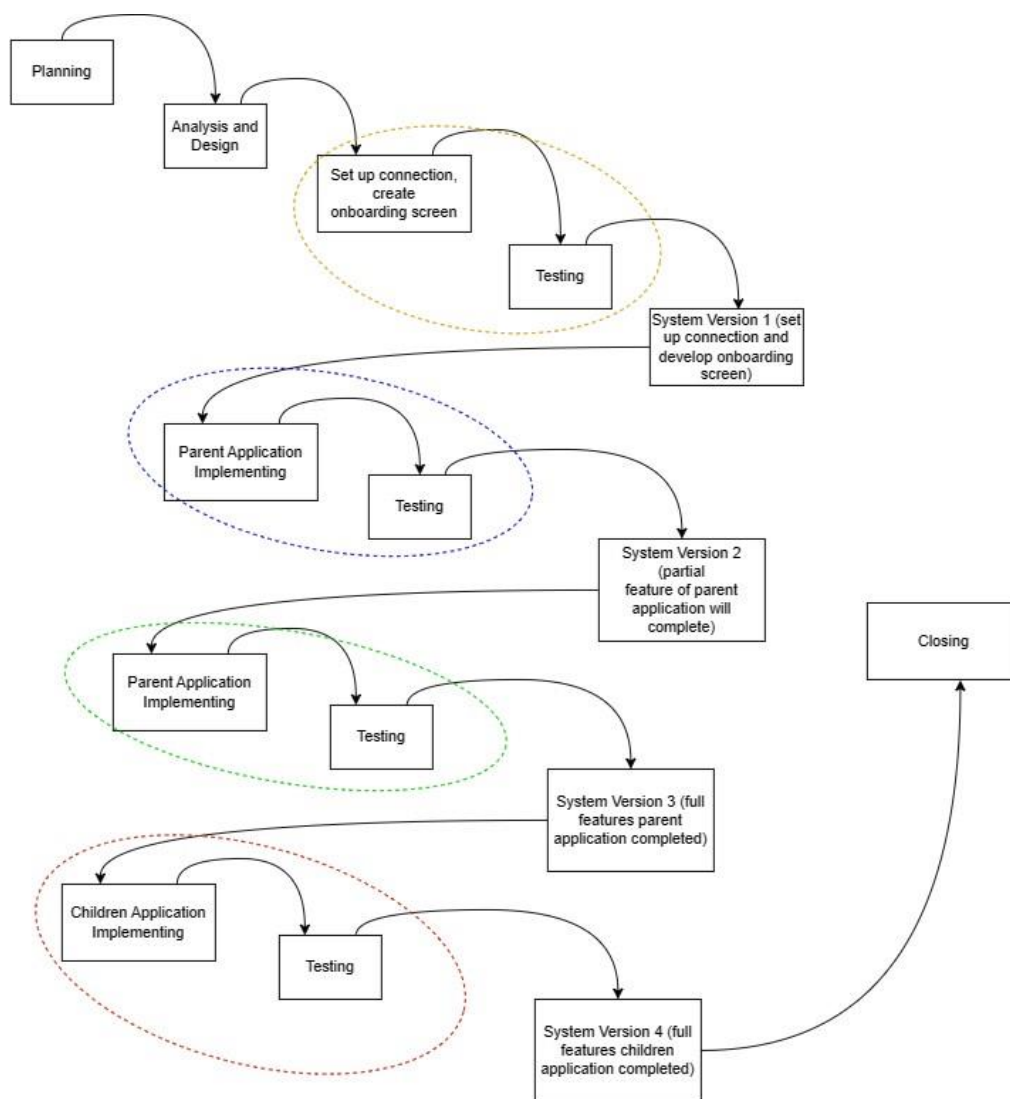 Planning
Analysis and
Design
Set up connection,
create
onboarding screen
Testing
System Version 1 (set
up connection and
develop onboarding
screen)
Parent Application
Implementing
Testing
System Version 2
(partial
feature of parent
application will
complete)
Closing
Parent Application
Implementing
Testing
System Version 3 (full
features parent
application completed)
Children Application
Implementing
Testing
System Version 4 (full
features children
application completed)